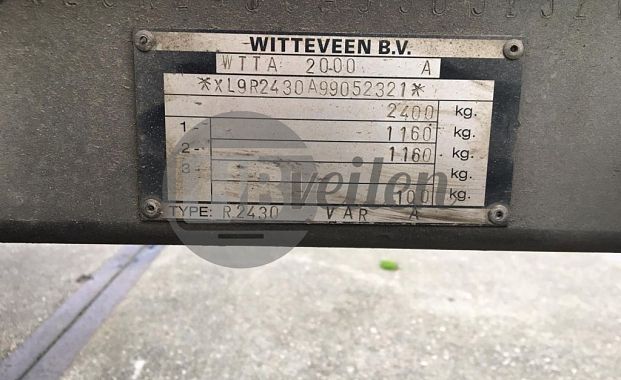 WITTEVEEN B.V.
WTTA 2000 A
*XL9R2430A99052321*
2400 kg.
1 - 1160 kg.
2 - 1160 kg.
3 - kg.
100 kg.
TYPE: R2430 VAR A
veilen